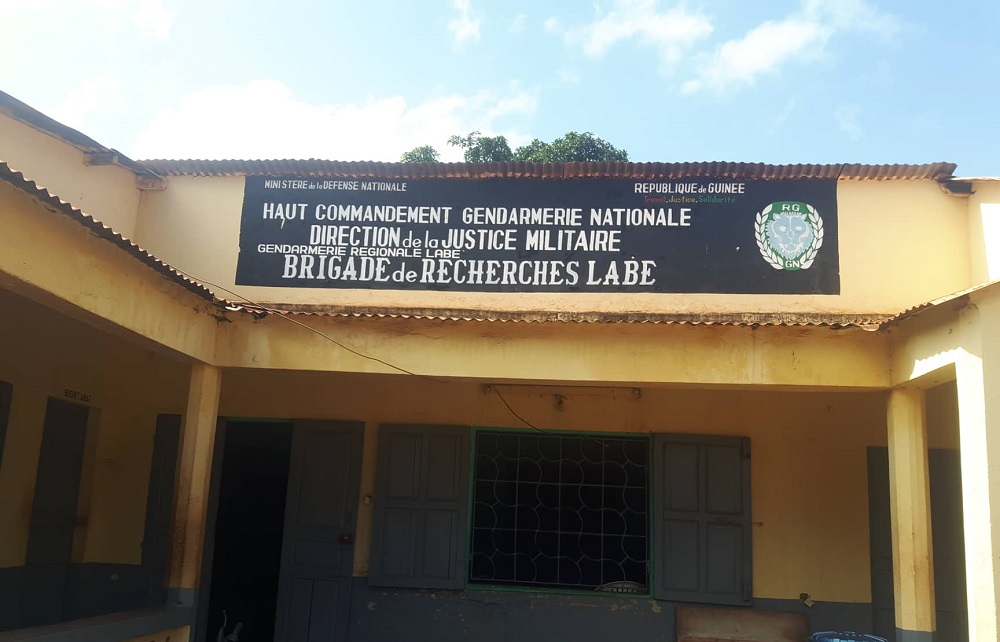 MINISTERE de la DEFENSE NATIONALE
REPUBLIQUE de GUINEE
Travail.Justice.Solidarité
HAUT COMMANDEMENT GENDARMERIE NATIONALE
DIRECTION de la JUSTICE MILITAIRE
GENDARMERIE REGIONALE LABE
BRIGADE de RECHERCHES LABE
RG
GN
SECRETARIAT